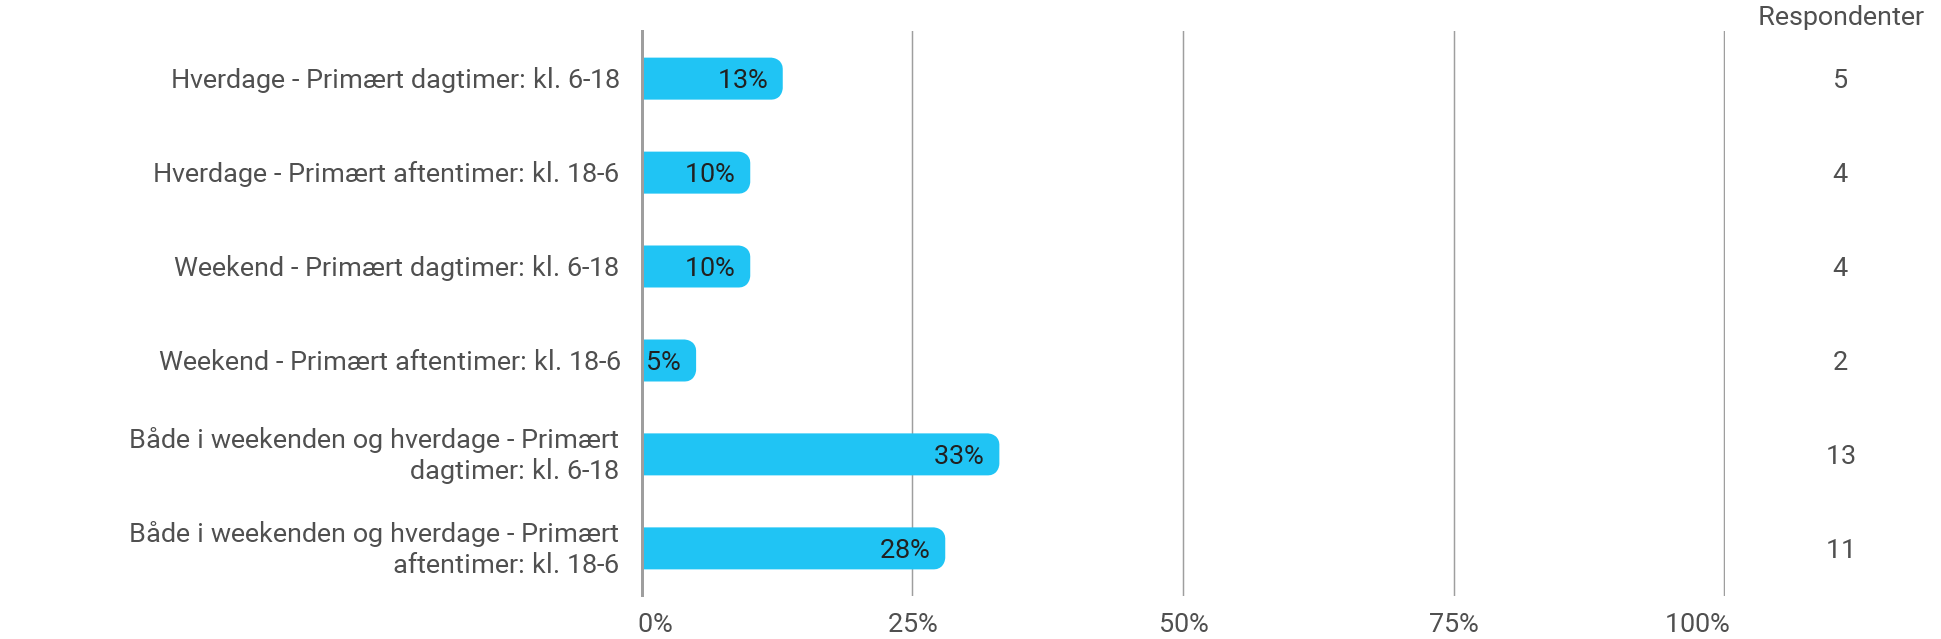 Respondenter
Hverdage - Primært dagtimer: kl. 6-18
13%
5
Hverdage - Primært aftentimer: kl. 18-6
10%
4
Weekend - Primært dagtimer: kl. 6-18
10%
4
Weekend - Primært aftentimer: kl. 18-6
5%
2
Både i weekenden og hverdage - Primært
dagtimer: kl. 6-18
33%
13
Både i weekenden og hverdage - Primært
aftentimer: kl. 18-6
28%
11
0% 25% 50% 75% 100%